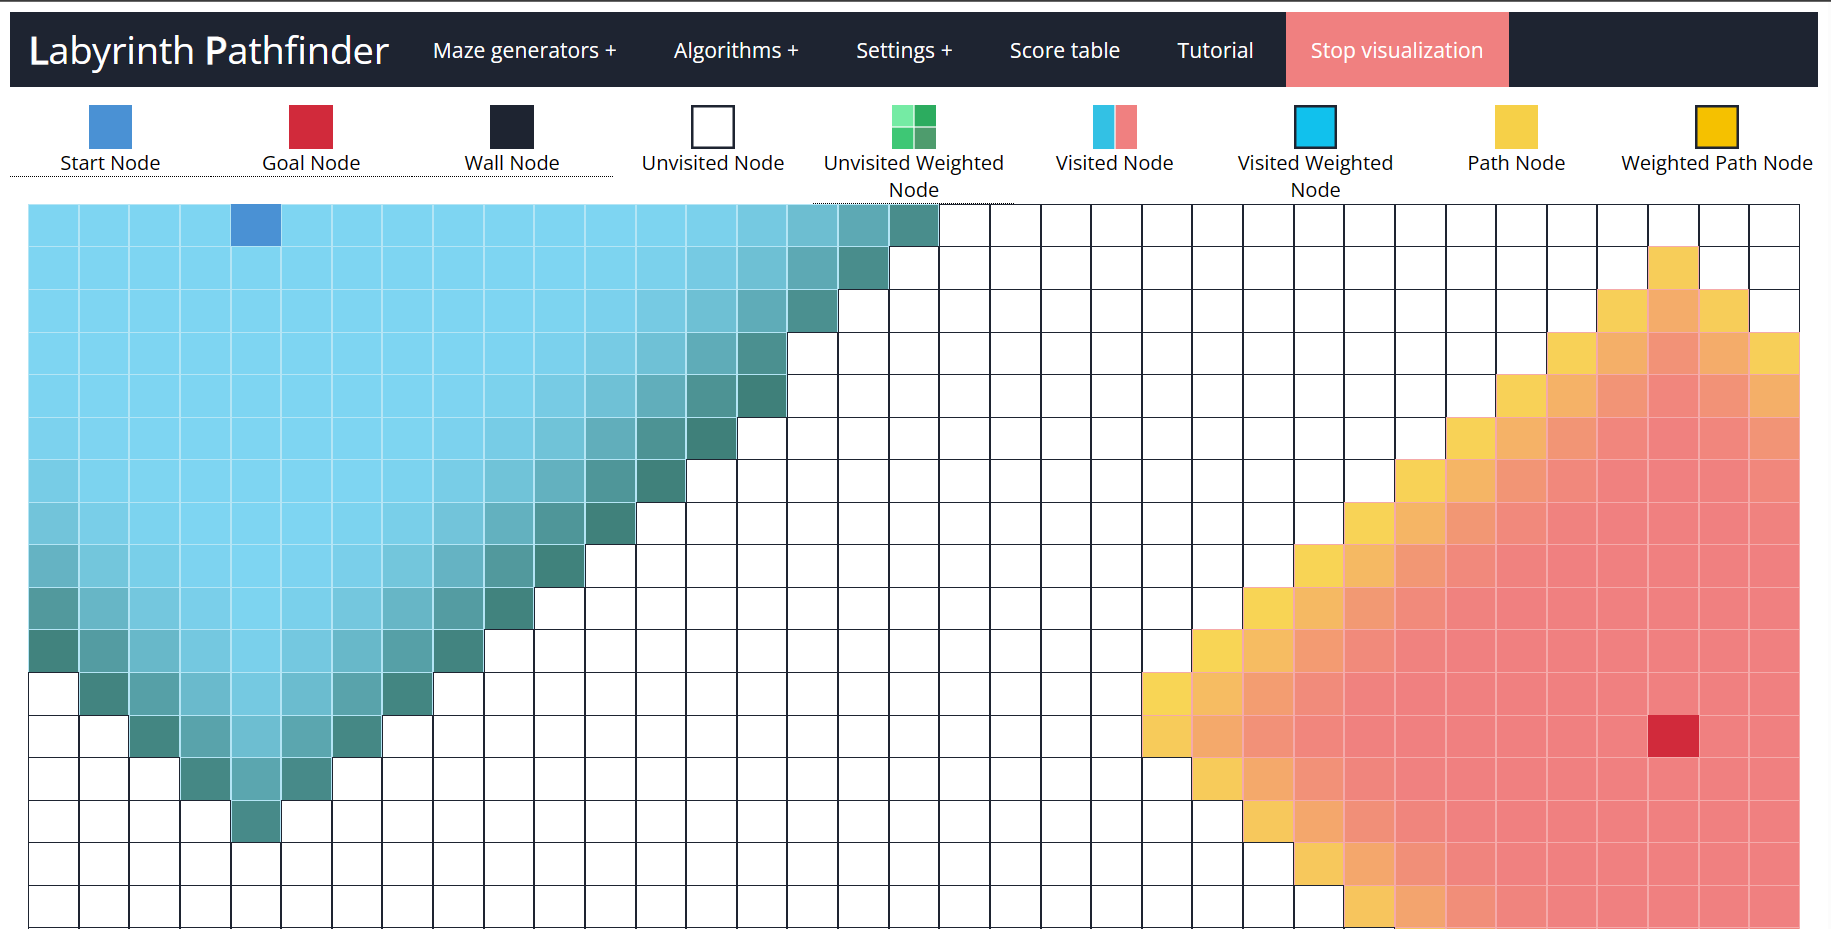 Labyrinth Pathfinder Maze generators + Algorithms + Settings + Score table Tutorial Stop visualization
Start Node Goal Node Wall Node Unvisited Node Unvisited Weighted Node Visited Node Visited Weighted Node Path Node Weighted Path Node